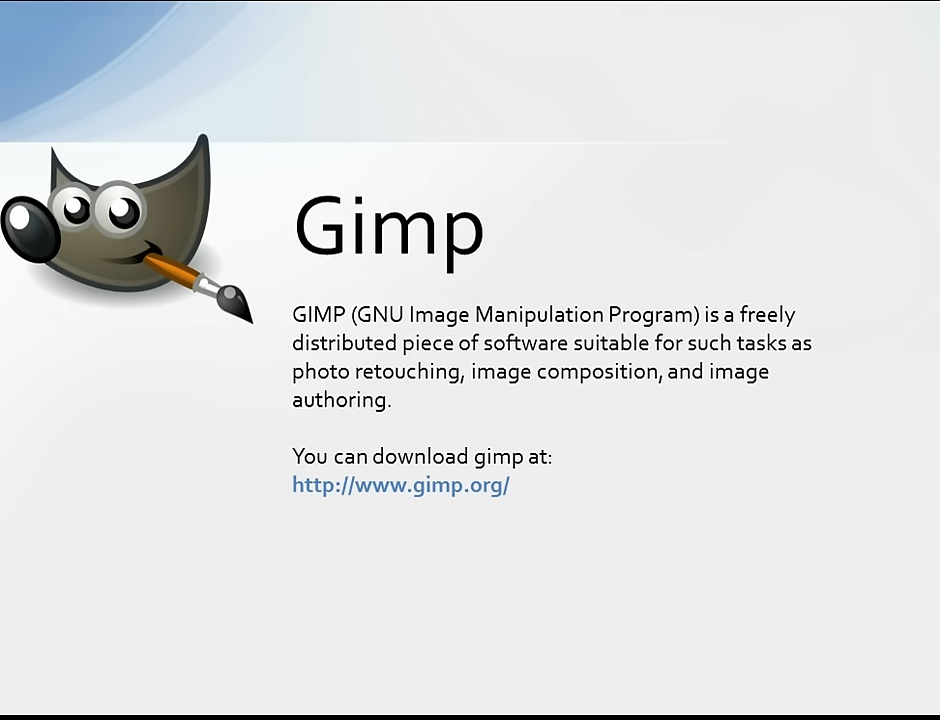 Gimp
GIMP (GNU Image Manipulation Program) is a freely
distributed piece of software suitable for such tasks as
photo retouching, image composition, and image
authoring.
You can download gimp at:
http://www.gimp.org/